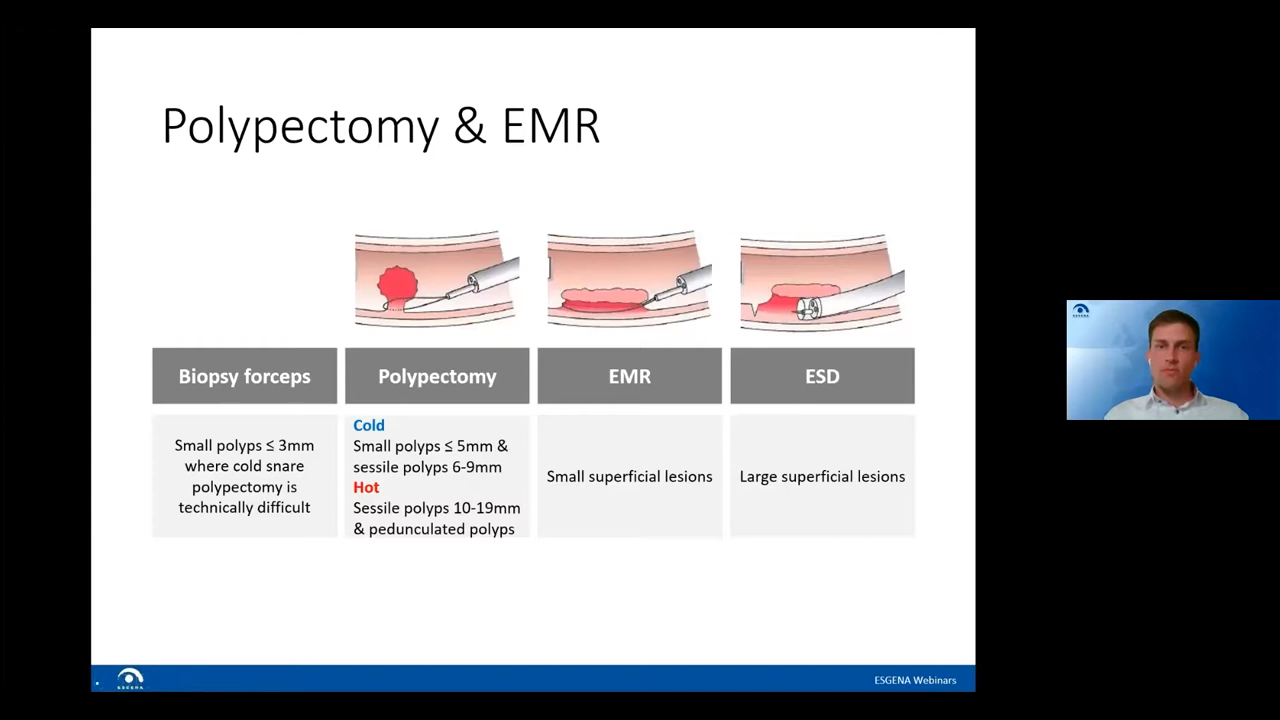 Polypectomy & EMR
Biopsy forceps
Polypectomy
EMR
ESD
Small polyps ≤ 3mm
where cold snare
polypectomy is
technically difficult
Cold
Small polyps ≤ 5mm &
sessile polyps 6-9mm
Hot
Sessile polyps 10-19mm
& pedunculated polyps
Small superficial lesions
Large superficial lesions
ESGENA
ESGENA Webinars
ESGENA